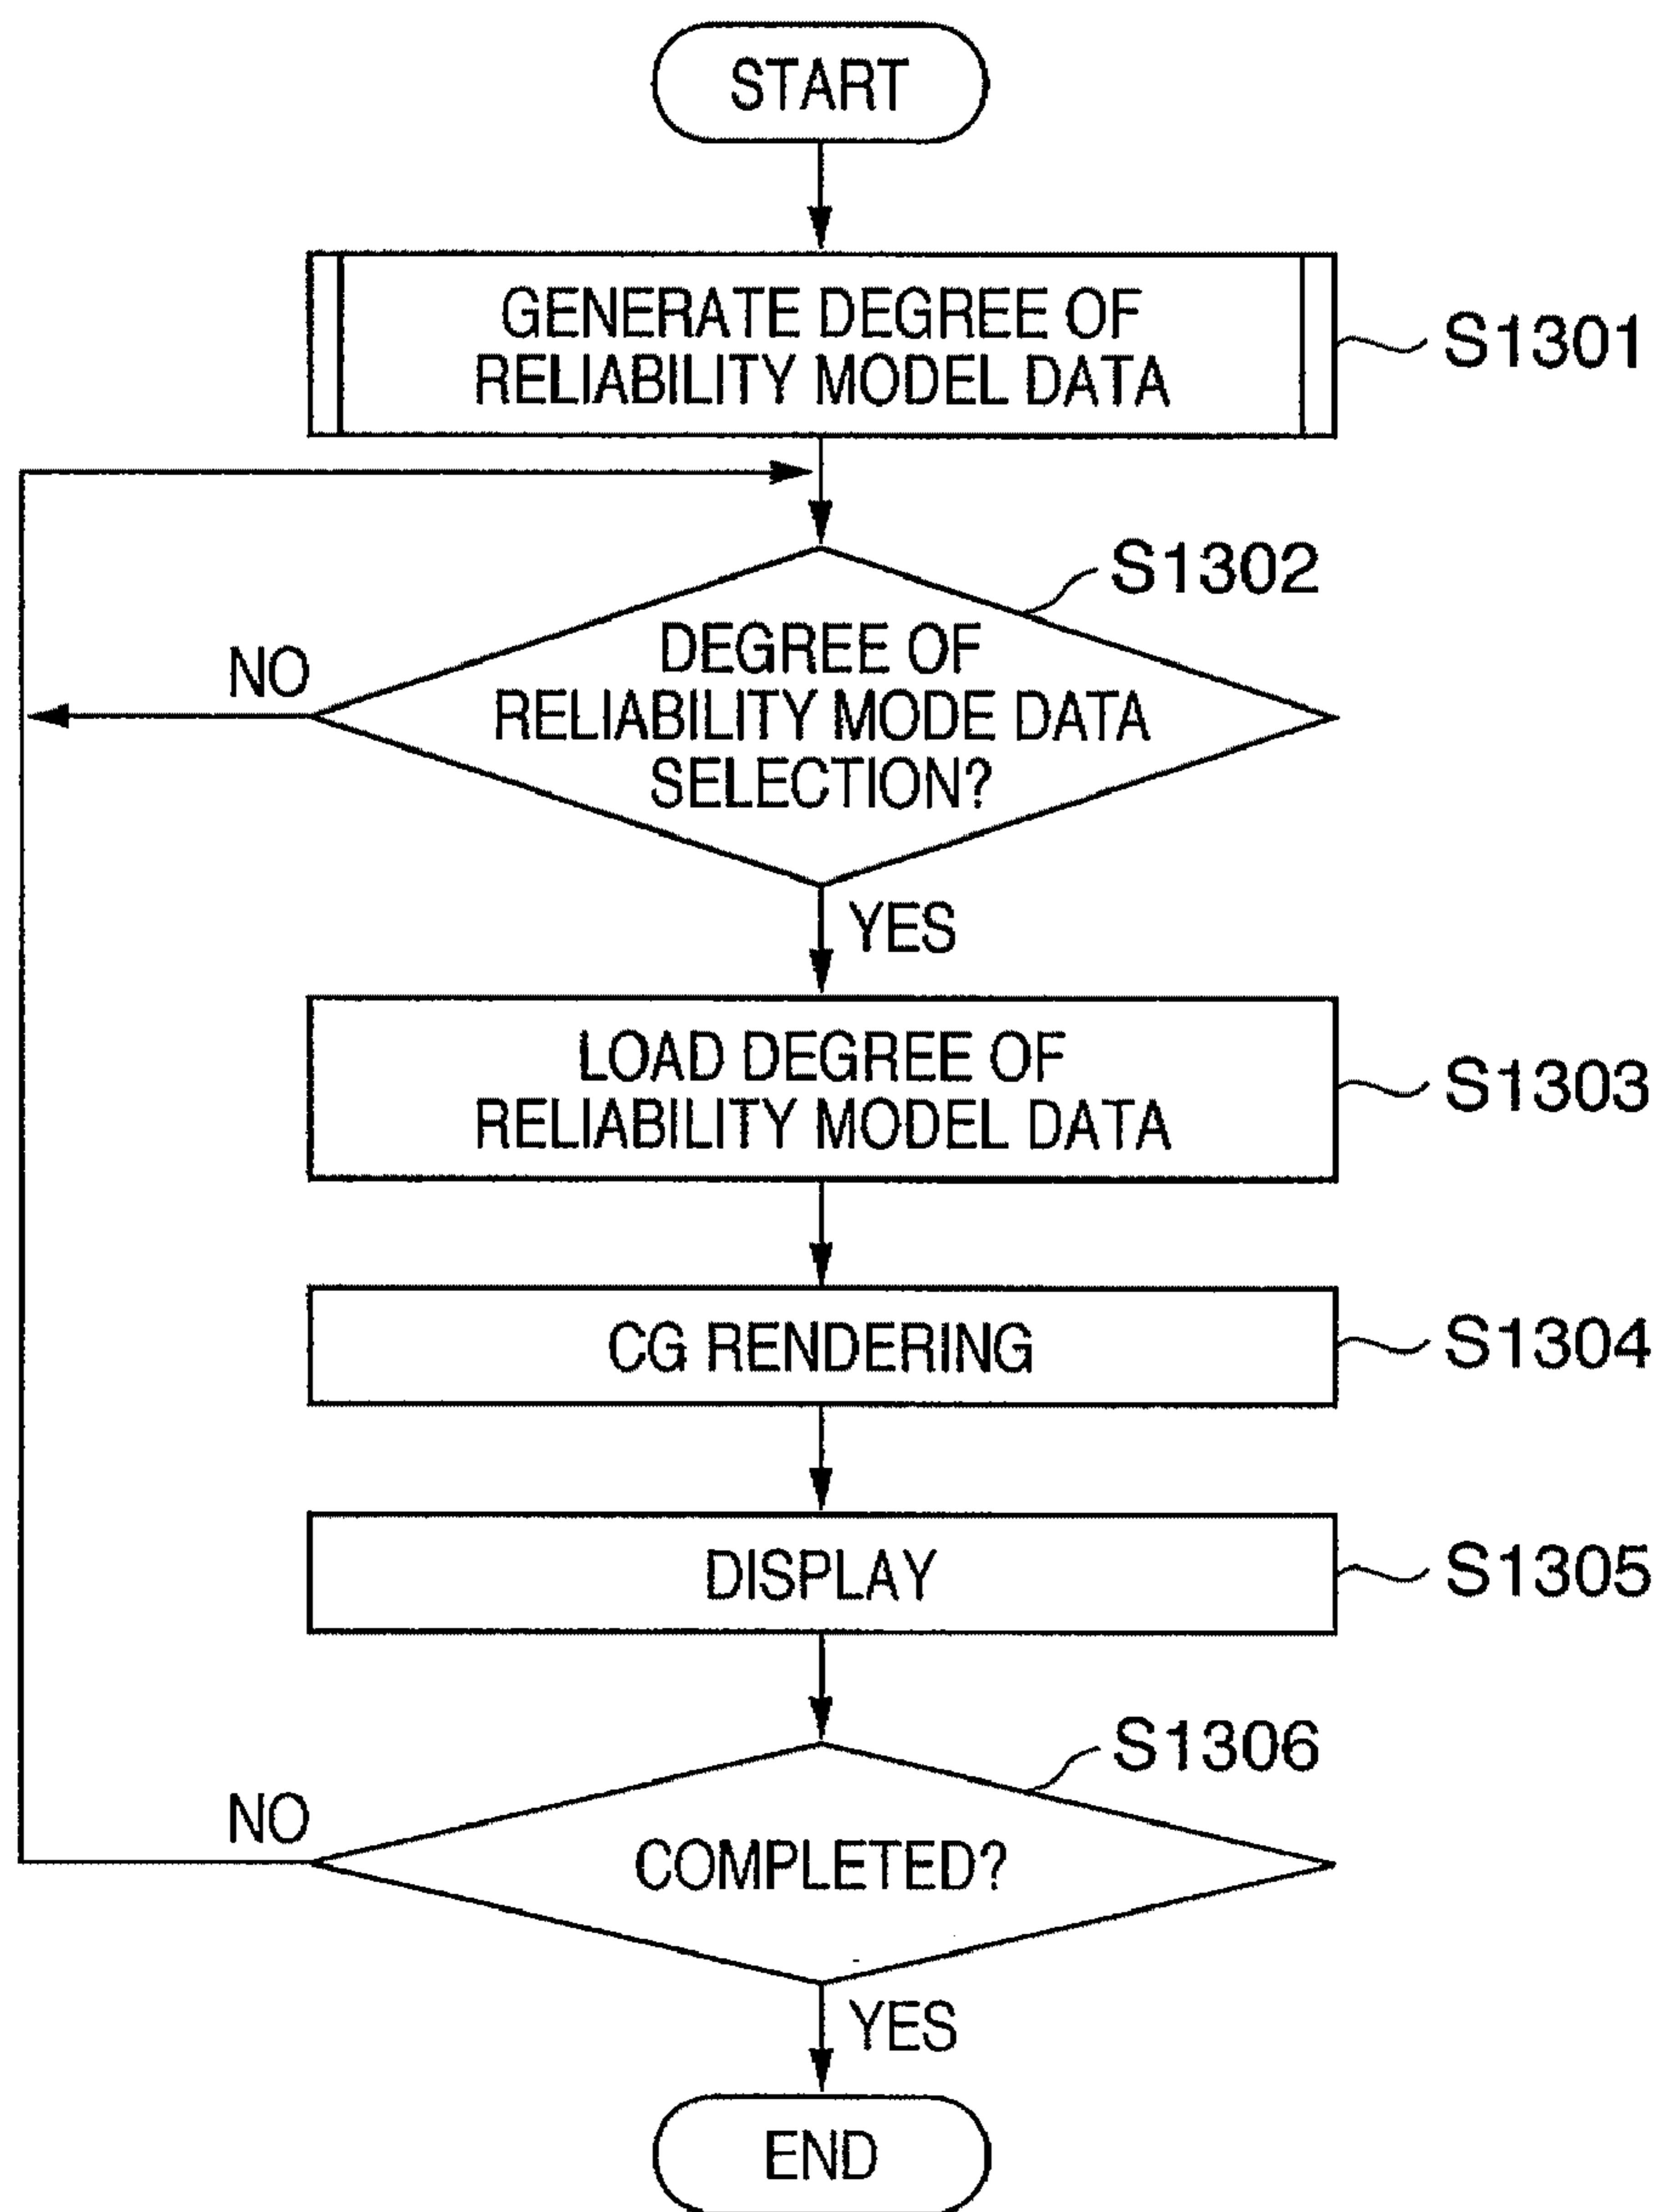 START
GENERATE DEGREE OF
RELIABILITY MODEL DATA
S1301
S1302
DEGREE OF
RELIABILITY MODE DATA
SELECTION?
NO
YES
LOAD DEGREE OF
RELIABILITY MODEL DATA
S1303
CG RENDERING
S1304
DISPLAY
S1305
S1306
NO
COMPLETED?
YES
END